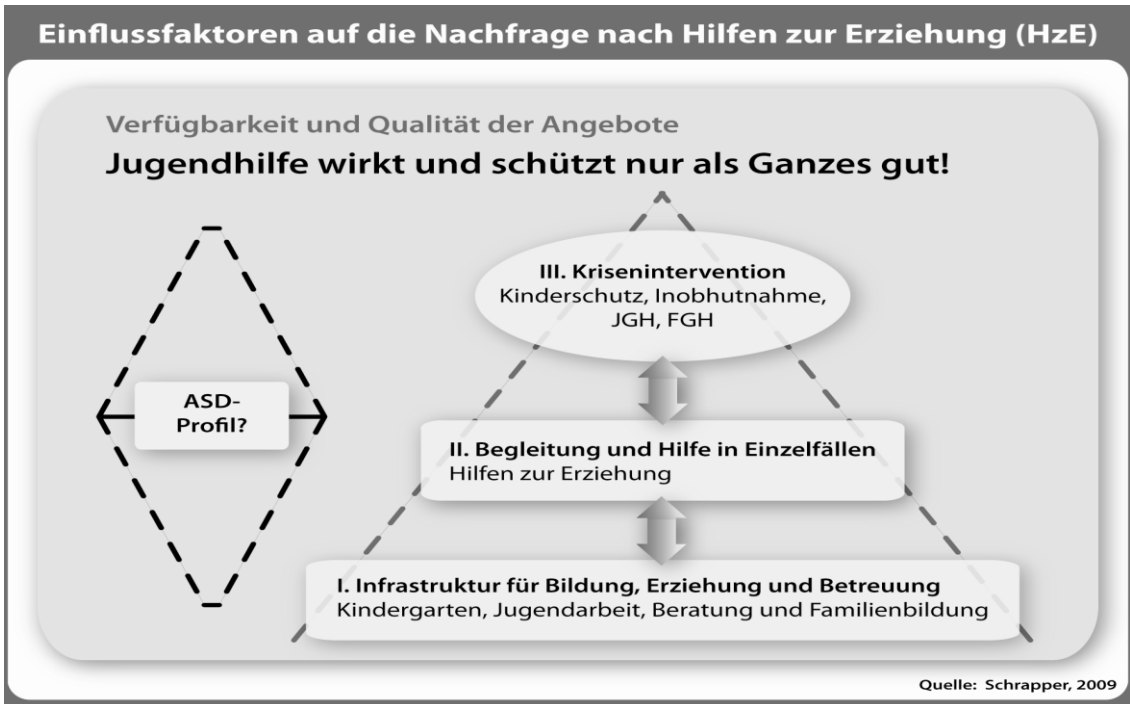 Einflussfaktoren auf die Nachfrage nach Hilfen zur Erziehung (HzE)
Verfügbarkeit und Qualität der Angebote
Jugendhilfe wirkt und schützt nur als Ganzes gut!
III. Krisenintervention
Kinderschutz, Inobhutnahme,
JGH, FGH
ASD-
Profil?
II. Begleitung und Hilfe in Einzelfällen
Hilfen zur Erziehung
I. Infrastruktur für Bildung, Erziehung und Betreuung
Kindergarten, Jugendarbeit, Beratung und Familienbildung
Quelle: Schrapper, 2009